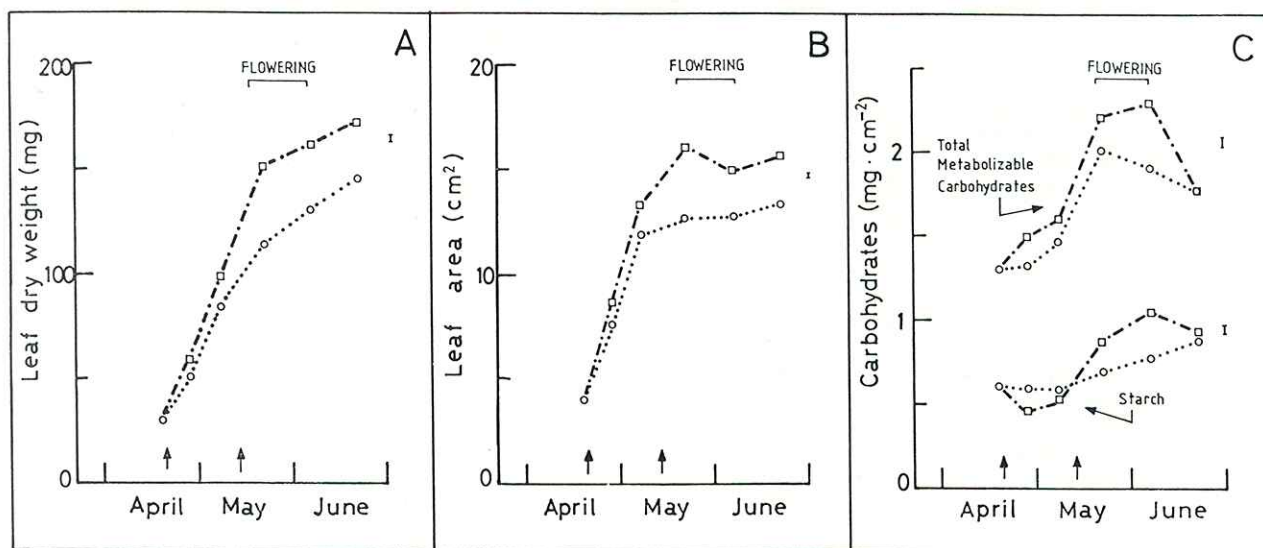 A
FLOWERING
Leaf dry weight (mg)
200
100
0
April May June
B
FLOWERING
Leaf area (cm²)
20
10
0
April May June
C
FLOWERING
Carbohydrates (mg · cm⁻²)
2
1
0
Total
Metabolizable
Carbohydrates
Starch
April May June